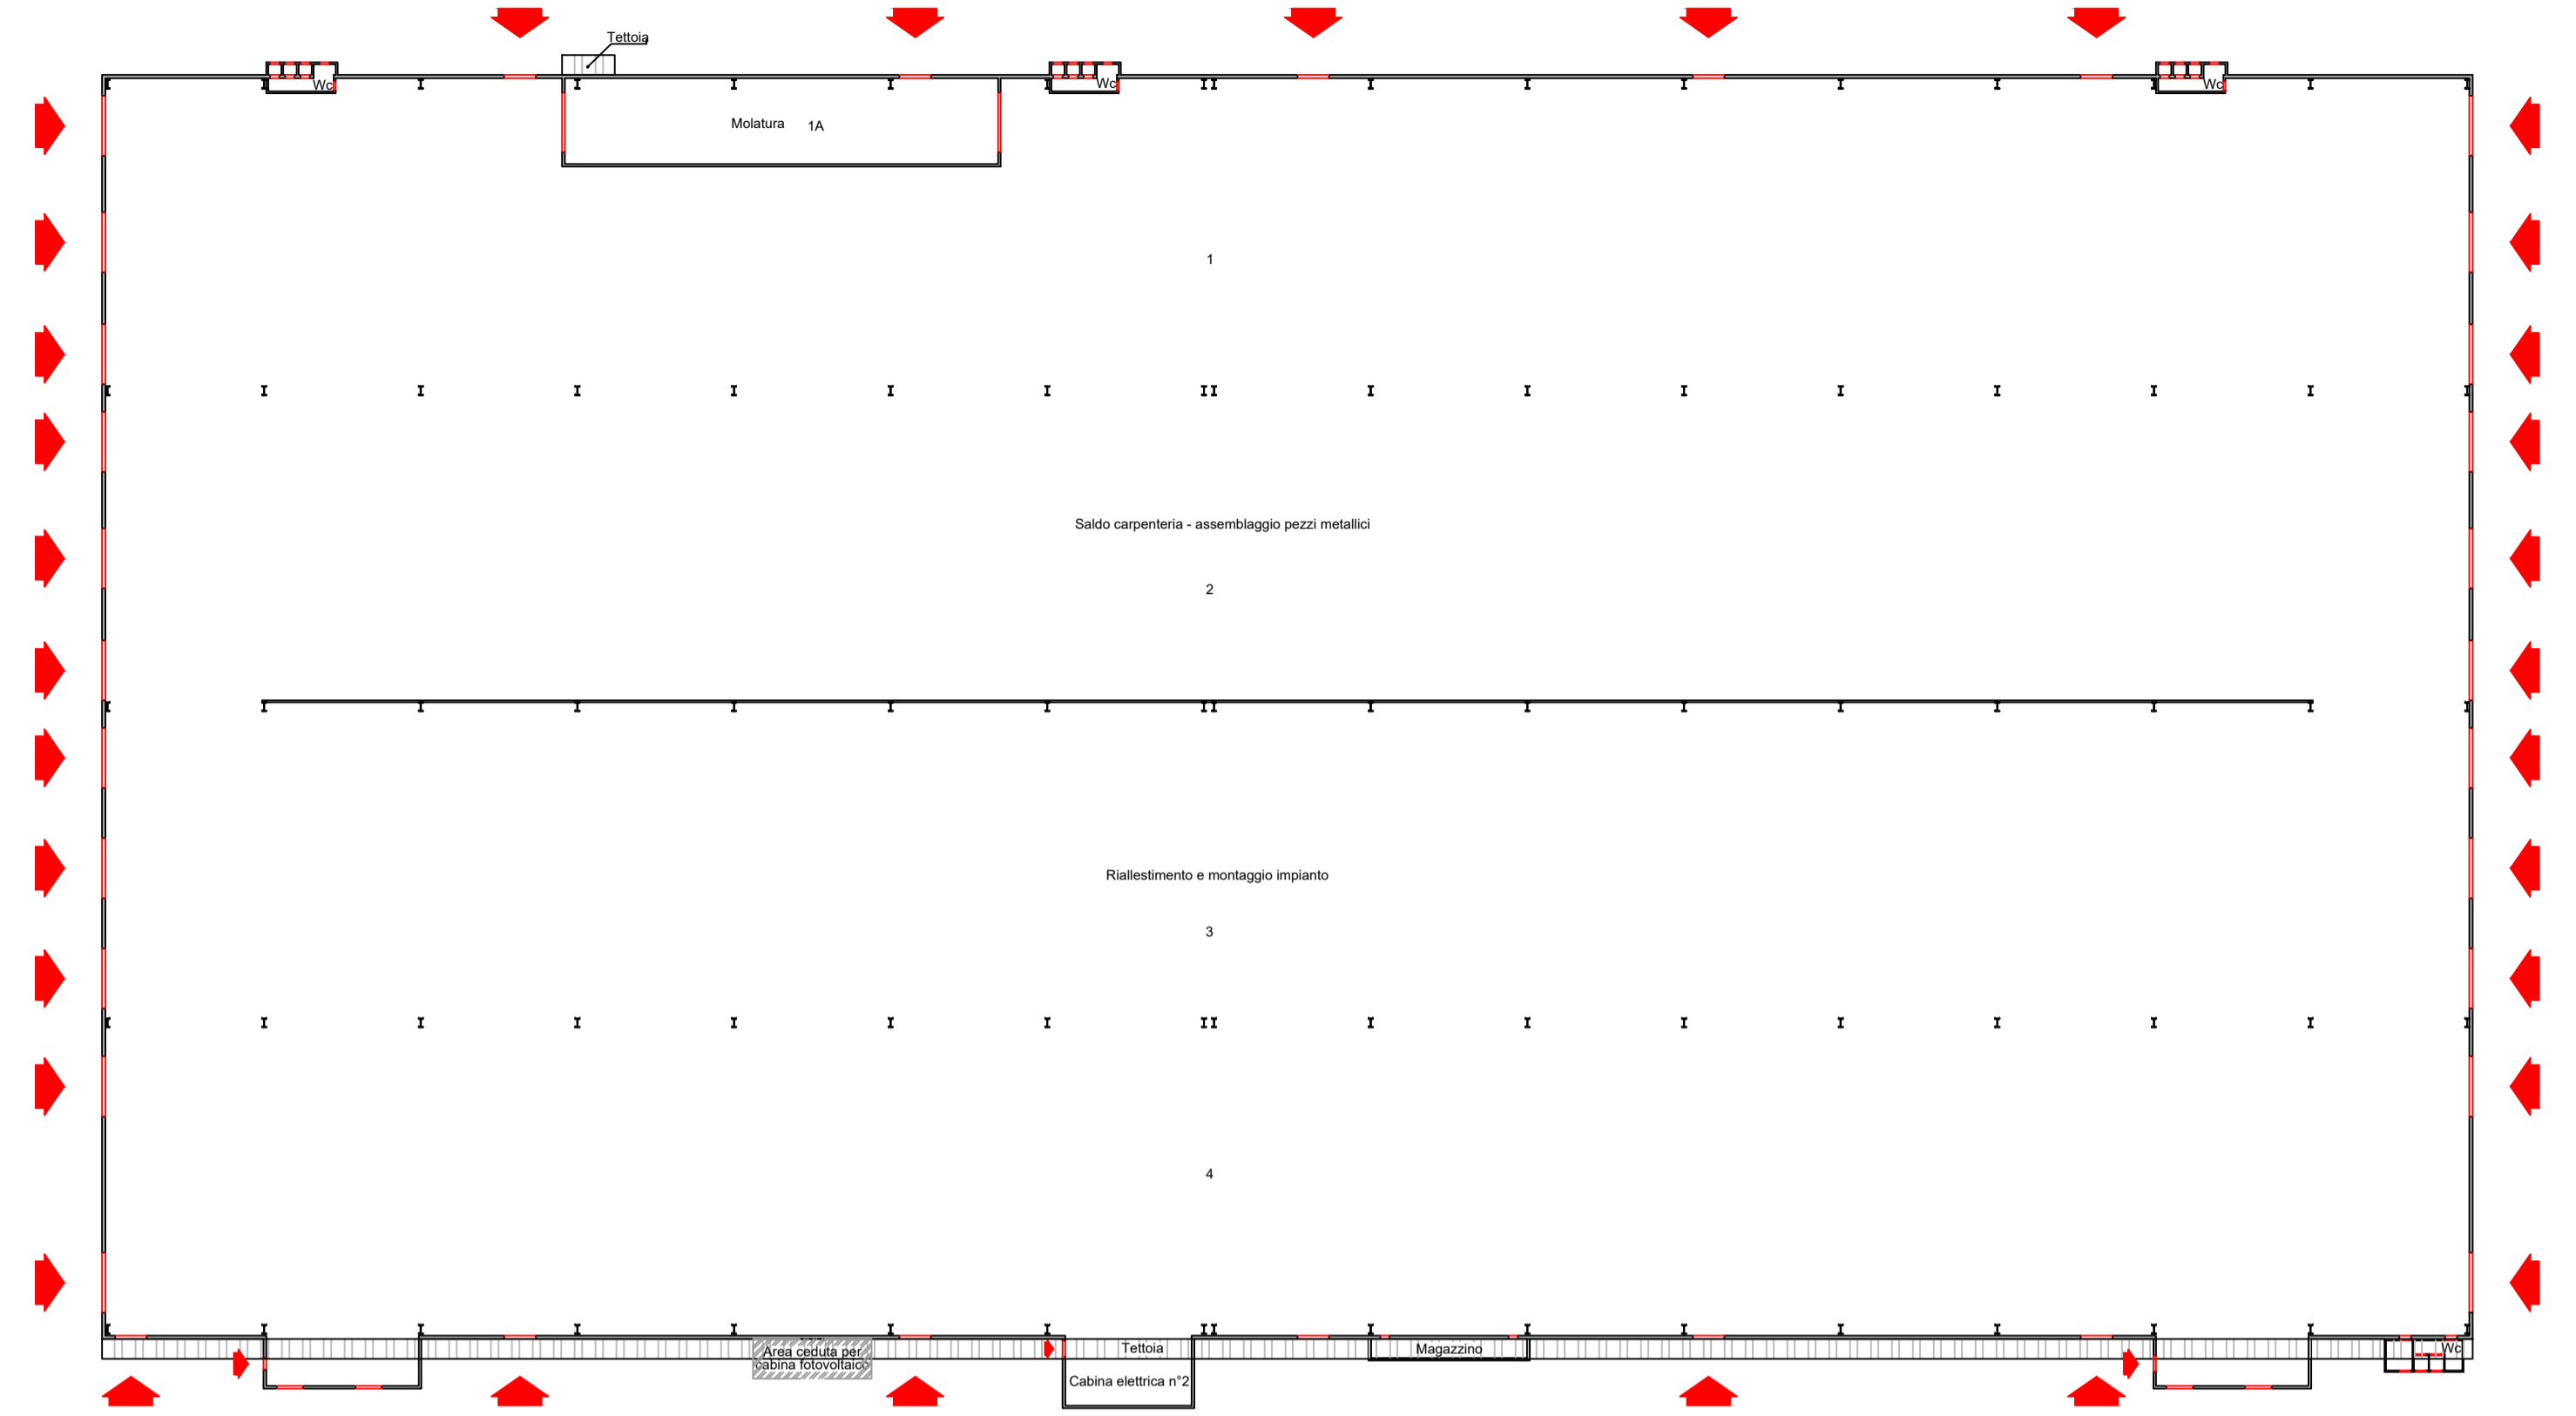 Tettoia
Wc
Wc
Wc
Molatura 1A
1
Saldo carpenteria - assemblaggio pezzi metallici
2
Riallestimento e montaggio impianto
3
4
Area ceduta per
cabina fotovoltaico
Tettoia
Magazzino
Wc
Cabina elettrica n°2